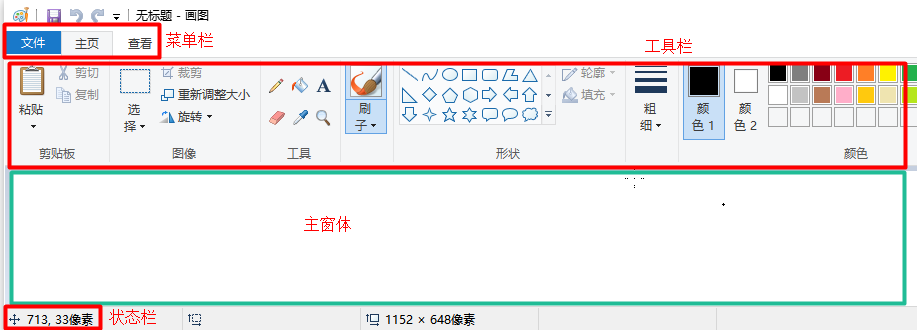 无标题 - 画图
文件 主页 查看 菜单栏
工具栏
粘贴
剪切
复制
剪贴板
选择
裁剪
重新调整大小
旋转
图像
A
工具
刷子
轮廓
填充
形状
粗细
颜色 1
颜色 2
颜色
主窗体
713, 33像素 状态栏
1152 × 648像素